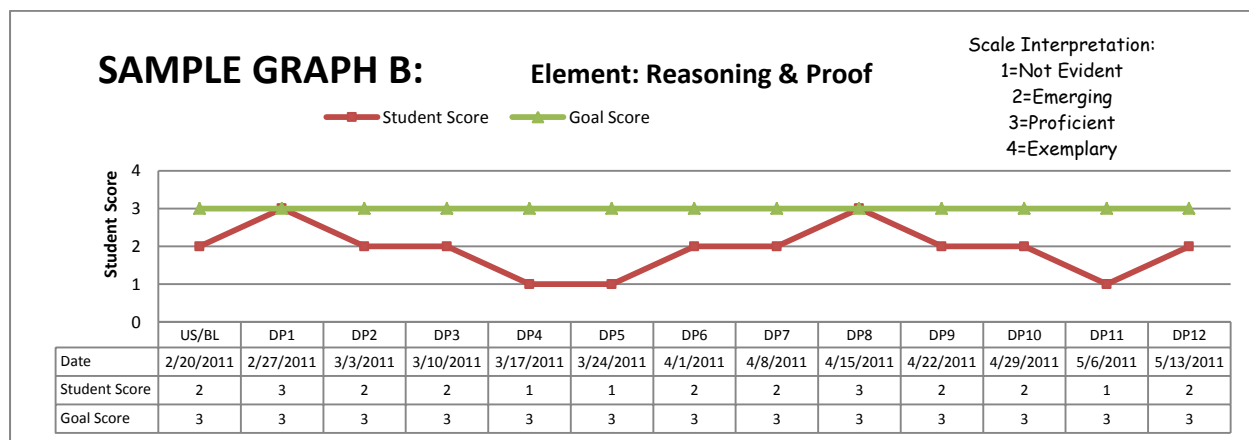 SAMPLE GRAPH B:
Element: Reasoning & Proof
Scale Interpretation:
1=Not Evident
2=Emerging
3=Proficient
4=Exemplary
Student Score Goal Score
Student Score
4
3
2
1
0
US/BL DP1 DP2 DP3 DP4 DP5 DP6 DP7 DP8 DP9 DP10 DP11 DP12
Date 2/20/2011 2/27/2011 3/3/2011 3/10/2011 3/17/2011 3/24/2011 4/1/2011 4/8/2011 4/15/2011 4/22/2011 4/29/2011 5/6/2011 5/13/2011
Student Score 2 3 2 2 1 1 2 2 3 2 2 1 2
Goal Score 3 3 3 3 3 3 3 3 3 3 3 3 3